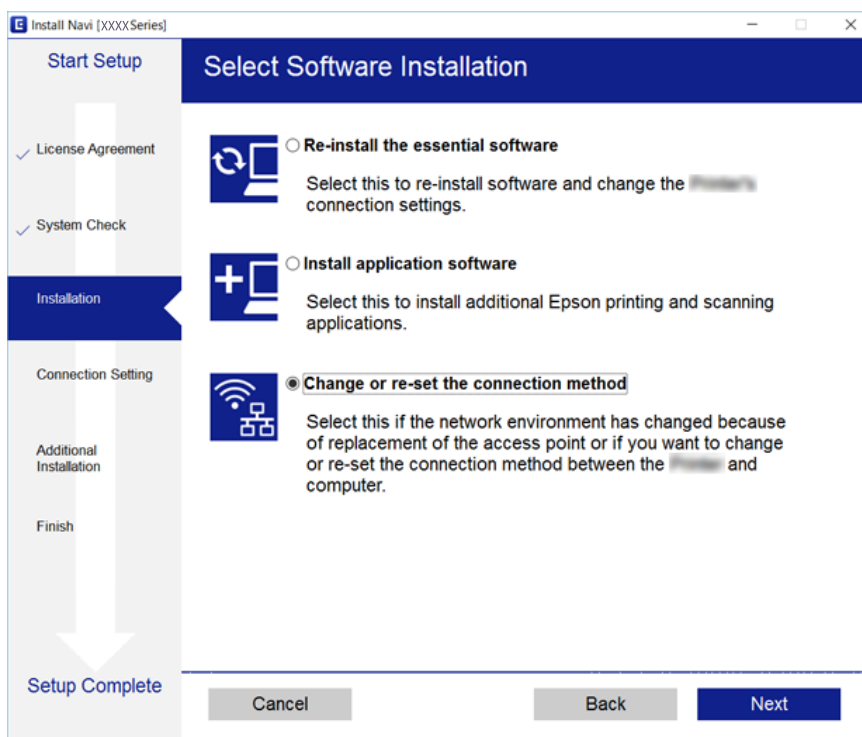 Install Navi [XXXX Series]
Start Setup
License Agreement
System Check
Installation
Connection Setting
Additional
Installation
Finish
Setup Complete
Select Software Installation
Re-install the essential software
Select this to re-install software and change the
connection settings.
Install application software
Select this to install additional Epson printing and scanning
applications.
Change or re-set the connection method
Select this if the network environment has changed because
of replacement of the access point or if you want to change
or re-set the connection method between the and
computer.
Cancel
Back
Next